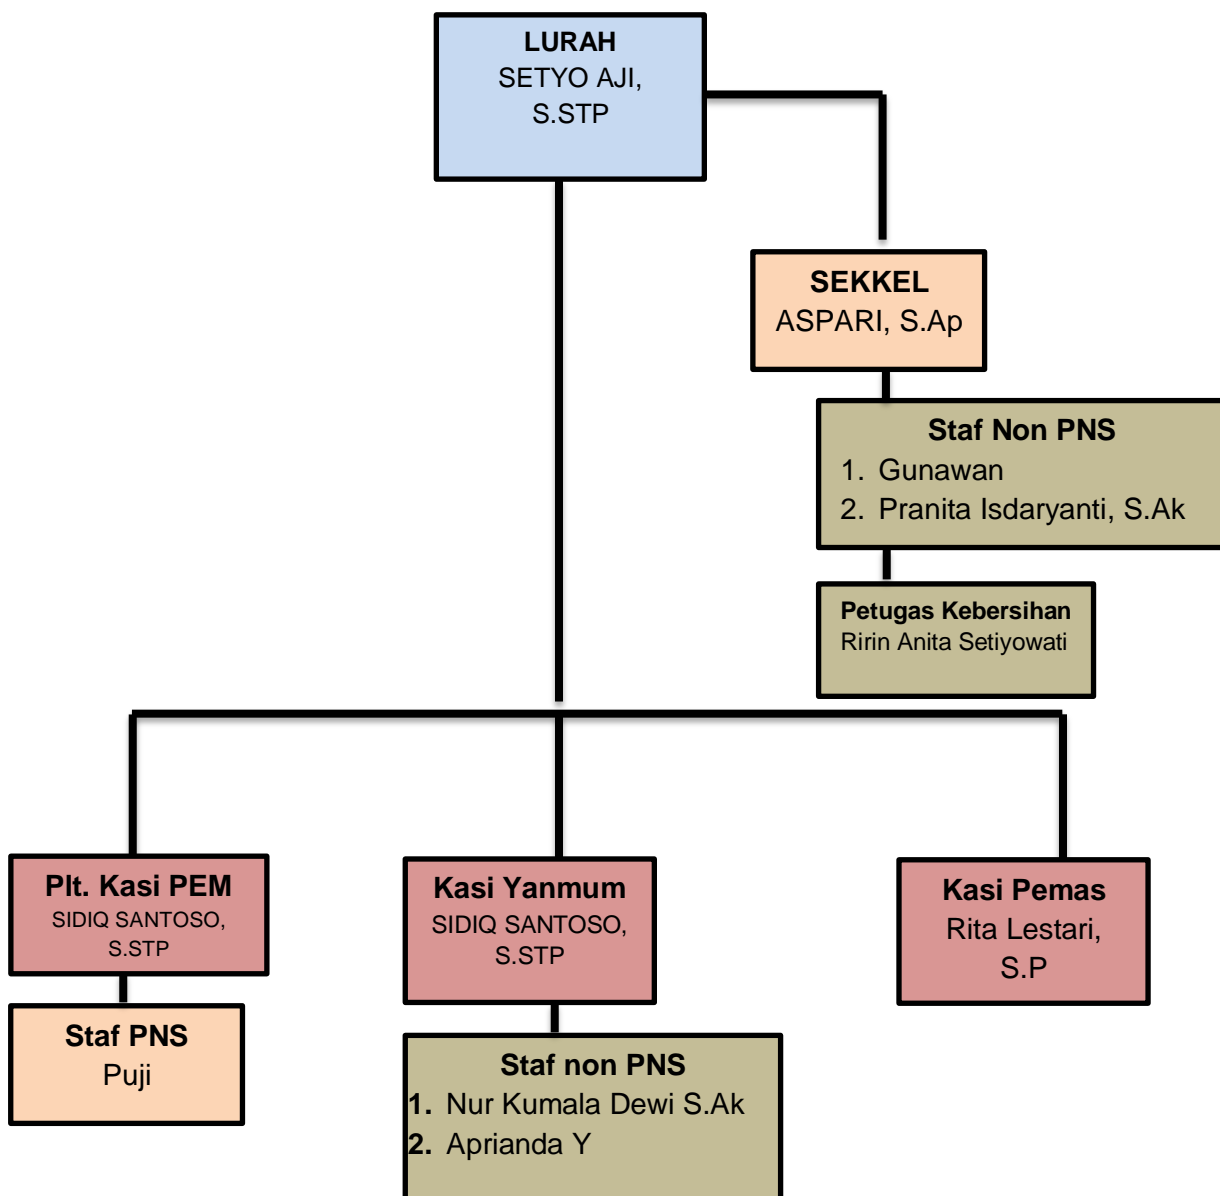 LURAH
SETYO AJI,
S.STP
SEKKEL
ASPARI, S.Ap
Staf Non PNS
1. Gunawan
2. Pranita Isdaryanti, S.Ak
Petugas Kebersihan
Ririn Anita Setiyowati
Plt. Kasi PEM
SIDIQ SANTOSO,
S.STP
Staf PNS
Puji
Kasi Yanmum
SIDIQ SANTOSO,
S.STP
Staf non PNS
1. Nur Kumala Dewi S.Ak
2. Aprianda Y
Kasi Pemas
Rita Lestari,
S.P